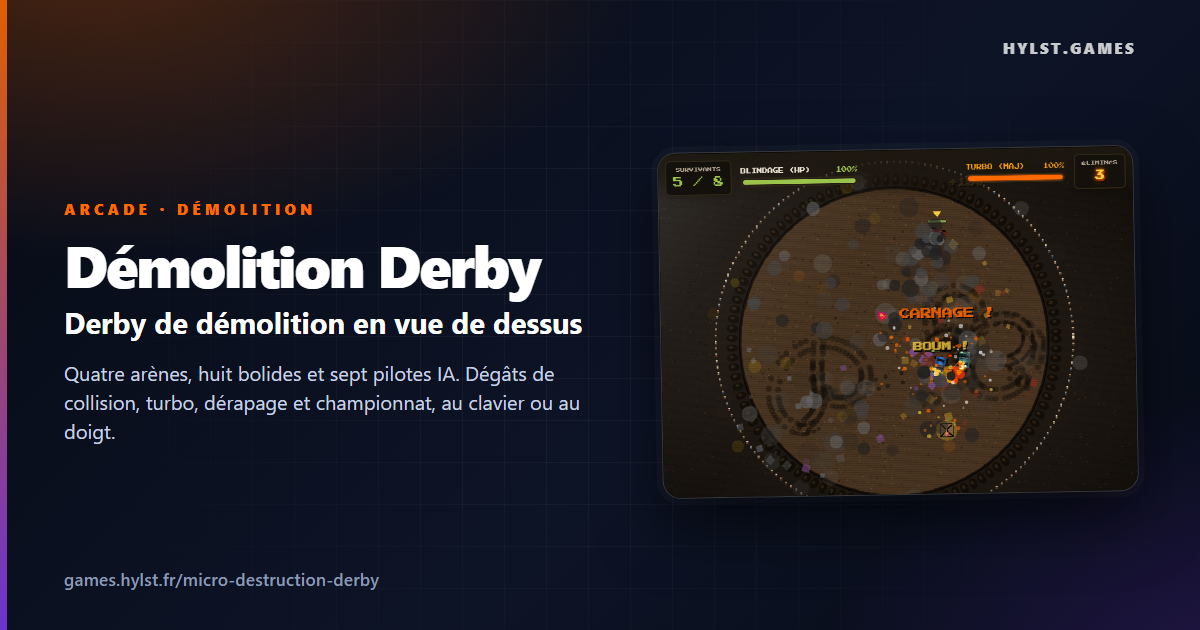 HYLST.GAMES
ARCADE · DÉMOLITION
Démolition Derby
Derby de démolition en vue de dessus
Quatre arènes, huit bolides et sept pilotes IA. Dégâts de
collision, turbo, dérapage et championnat, au clavier ou au
doigt.
games.hylst.fr/micro-destruction-derby
SURVIVANTS
5 / 8
BLINDAGE (HP) 100%
TURBO (MAJ) 100%
ÉLIMINÉS
3
CARNAGE !
BOUM !